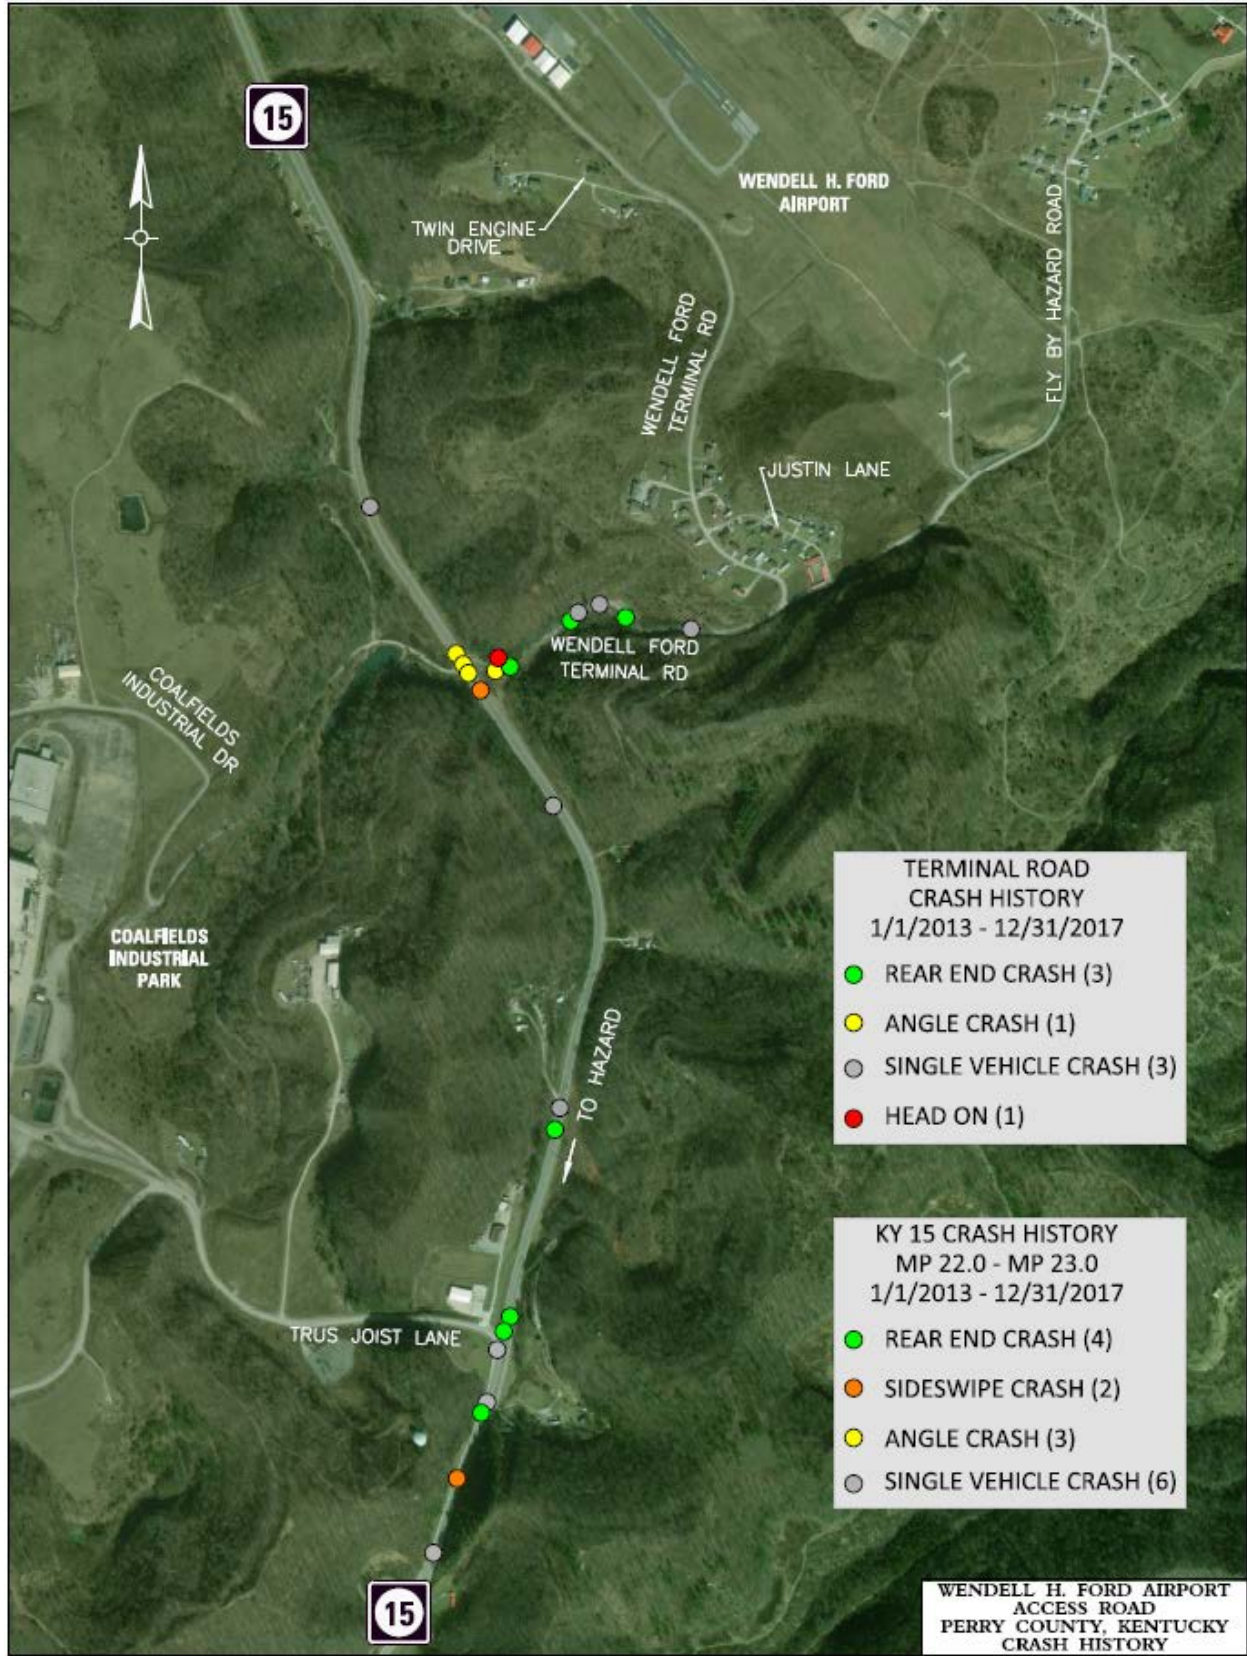 15
WENDELL H. FORD
AIRPORT
TWIN ENGINE
DRIVE
WENDELL FORD
TERMINAL RD
FLY BY HAZARD ROAD
JUSTIN LANE
WENDELL FORD
TERMINAL RD
COALFIELDS
INDUSTRIAL DR
COALFIELDS
INDUSTRIAL
PARK
TO HAZARD
TERMINAL ROAD
CRASH HISTORY
1/1/2013 - 12/31/2017
REAR END CRASH (3)
ANGLE CRASH (1)
SINGLE VEHICLE CRASH (3)
HEAD ON (1)
KY 15 CRASH HISTORY
MP 22.0 - MP 23.0
1/1/2013 - 12/31/2017
REAR END CRASH (4)
SIDESWIPE CRASH (2)
ANGLE CRASH (3)
SINGLE VEHICLE CRASH (6)
TRUS JOIST LANE
15
WENDELL H. FORD AIRPORT
ACCESS ROAD
PERRY COUNTY, KENTUCKY
CRASH HISTORY